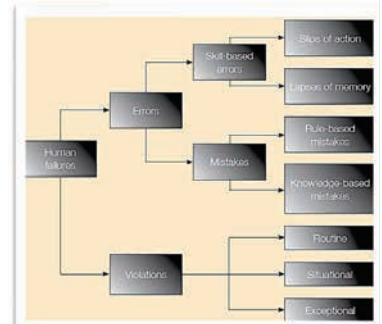 Human
failures
Errors
Violations
Skill-based
errors
Mistakes
Slips of action
Lapses of memory
Rule-based
mistakes
Knowledge-based
mistakes
Routine
Situational
Exceptional